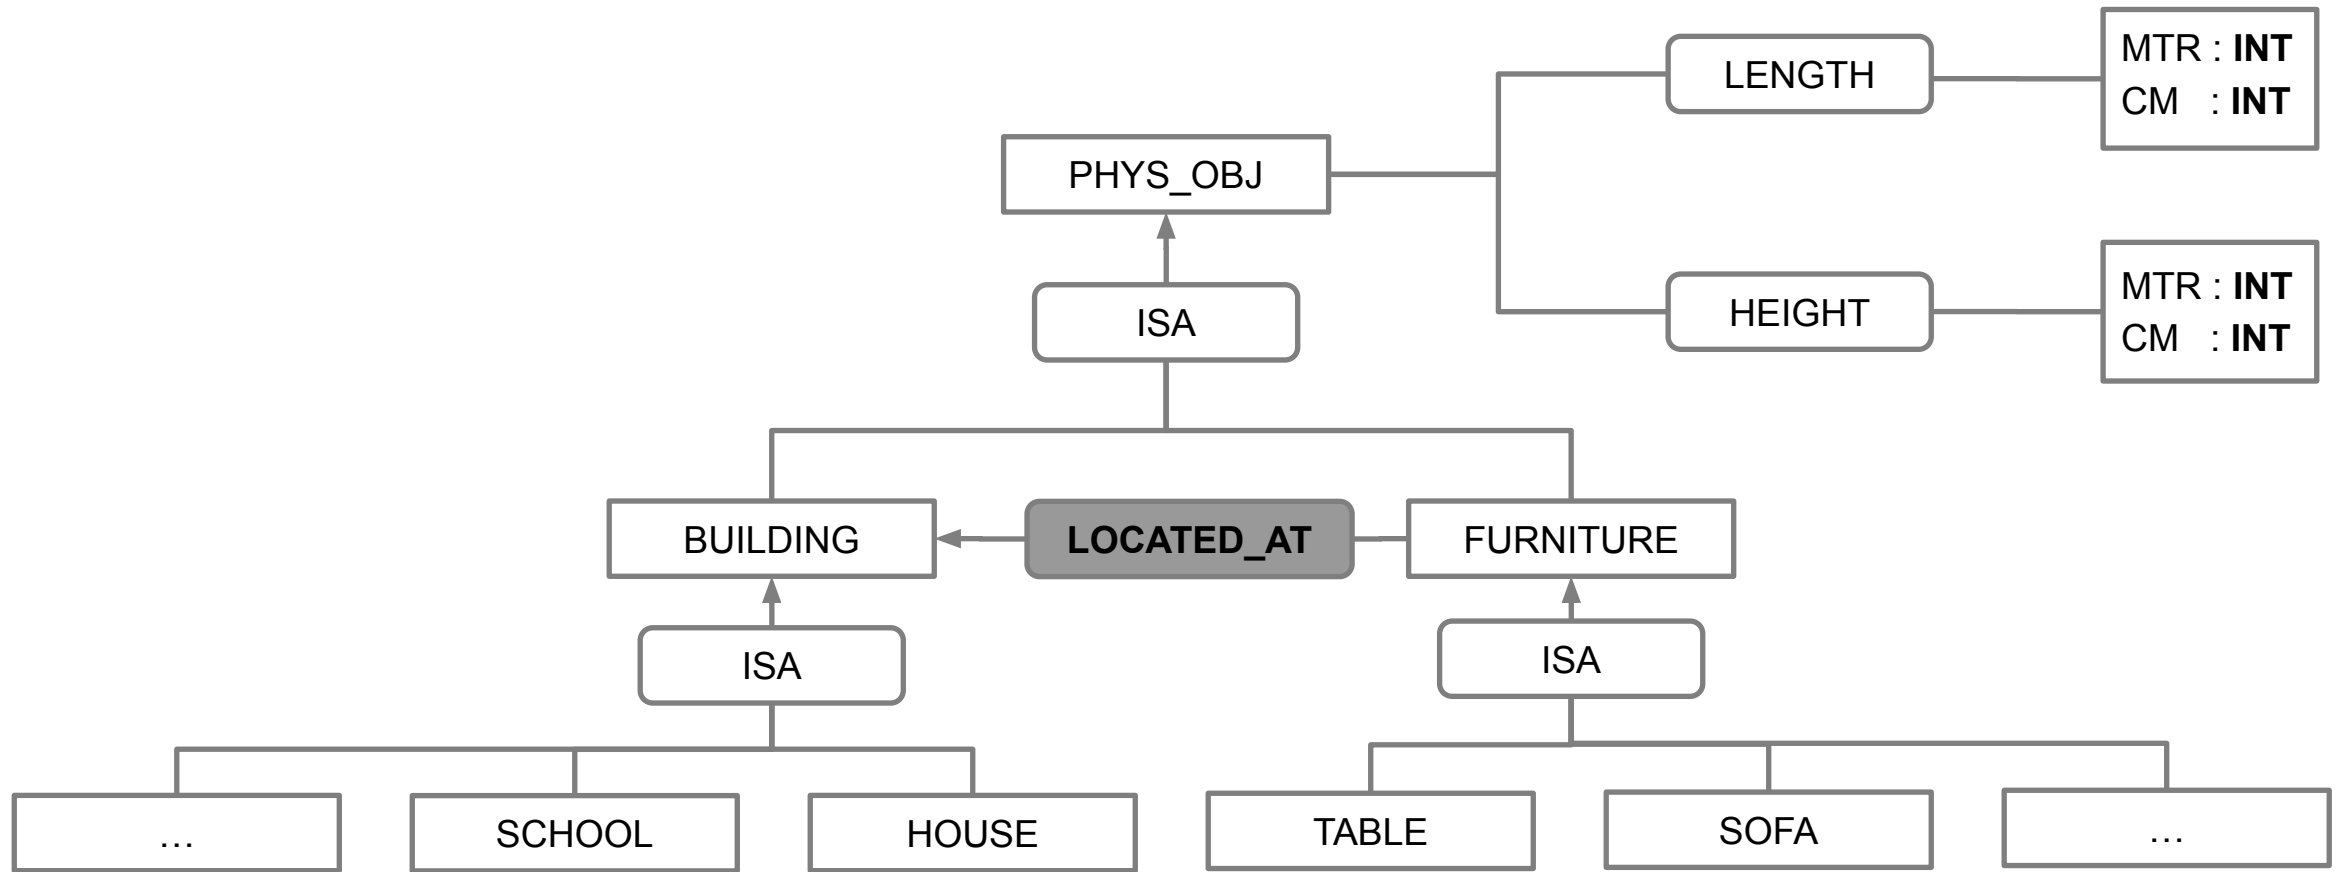 LENGTH
MTR : INT
CM : INT
PHYS_OBJ
HEIGHT
MTR : INT
CM : INT
ISA
BUILDING
LOCATED_AT
FURNITURE
ISA
ISA
…
SCHOOL
HOUSE
TABLE
SOFA
…